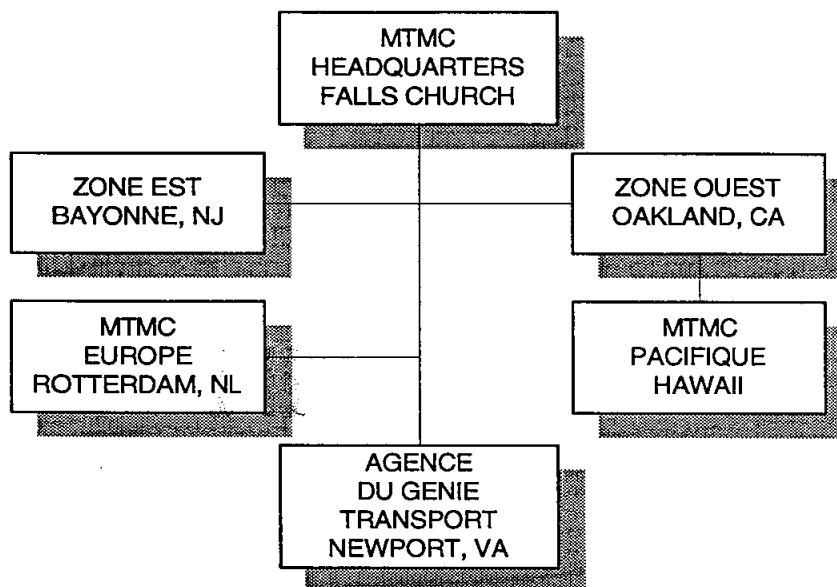 MTMC
HEADQUARTERS
FALLS CHURCH
ZONE EST
BAYONNE, NJ
ZONE OUEST
OAKLAND, CA
MTMC
EUROPE
ROTTERDAM, NL
MTMC
PACIFIQUE
HAWAII
AGENCE
DU GENIE
TRANSPORT
NEWPORT, VA